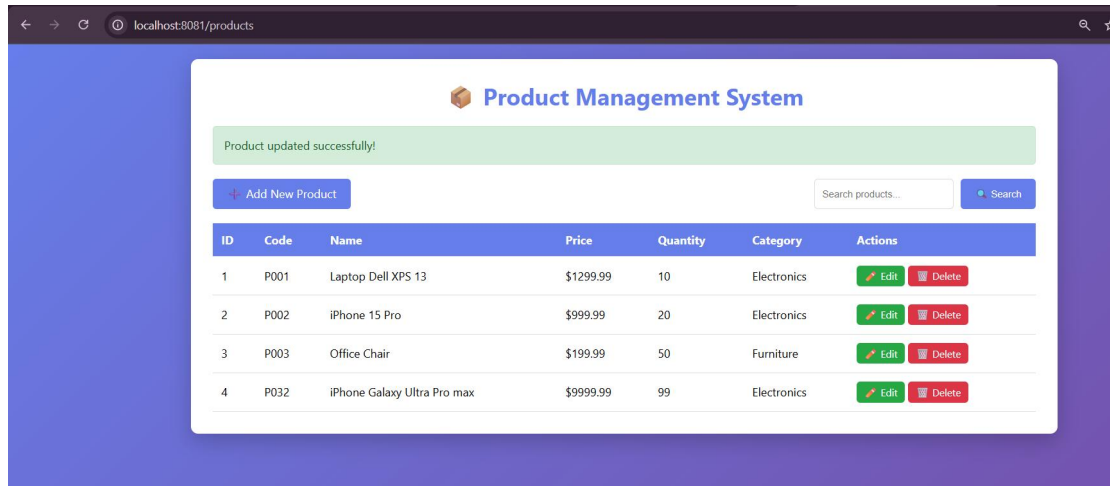 localhost:8081/products
Product Management System
Product updated successfully!
Add New Product
Search products...
Search
ID Code Name Price Quantity Category Actions
1 P001 Laptop Dell XPS 13 $1299.99 10 Electronics Edit Delete
2 P002 iPhone 15 Pro $999.99 20 Electronics Edit Delete
3 P003 Office Chair $199.99 50 Furniture Edit Delete
4 P032 iPhone Galaxy Ultra Pro max $9999.99 99 Electronics Edit Delete